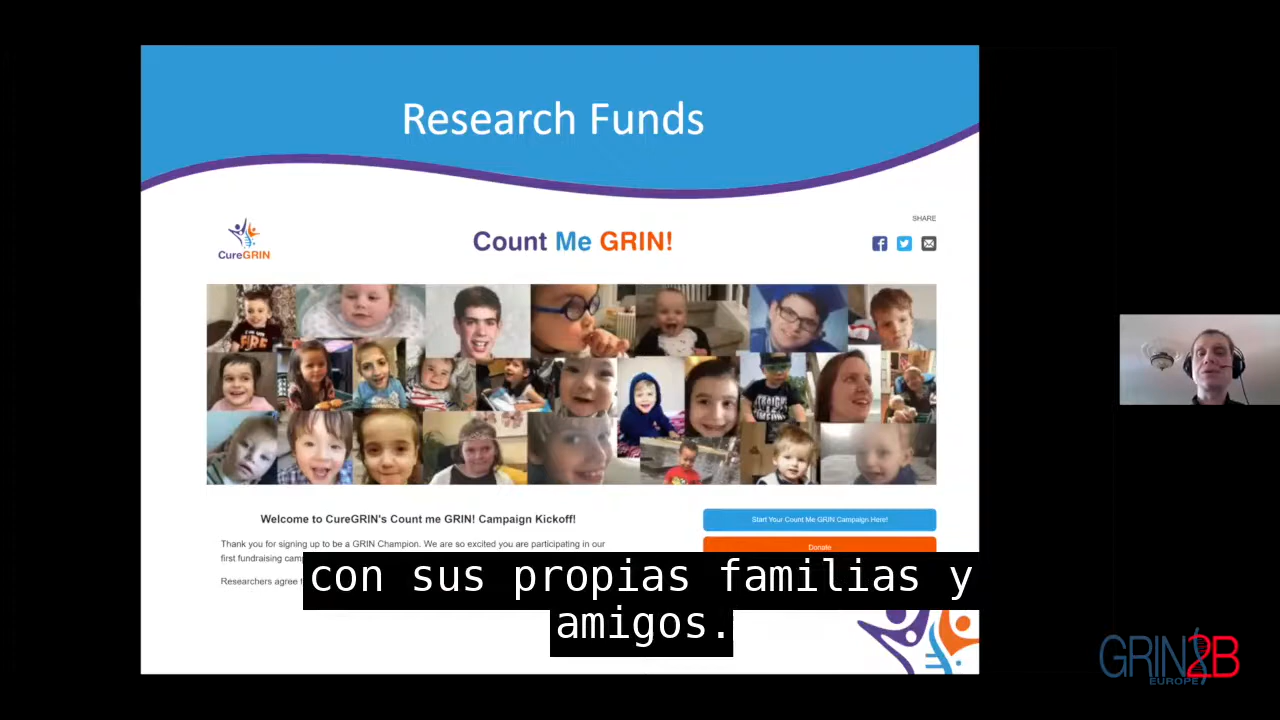 Research Funds
SHARE
CureGRIN
Count Me GRIN!
Welcome to CureGRIN's Count me GRIN! Campaign Kickoff!
Start Your Count Me GRIN Campaign Here!
Thank you for signing up to be a GRIN Champion. We are so excited you are participating in our
Donate
first fundraising
Researchers agree
con sus propias familias y
amigos.
GRIN2B
EUROPE